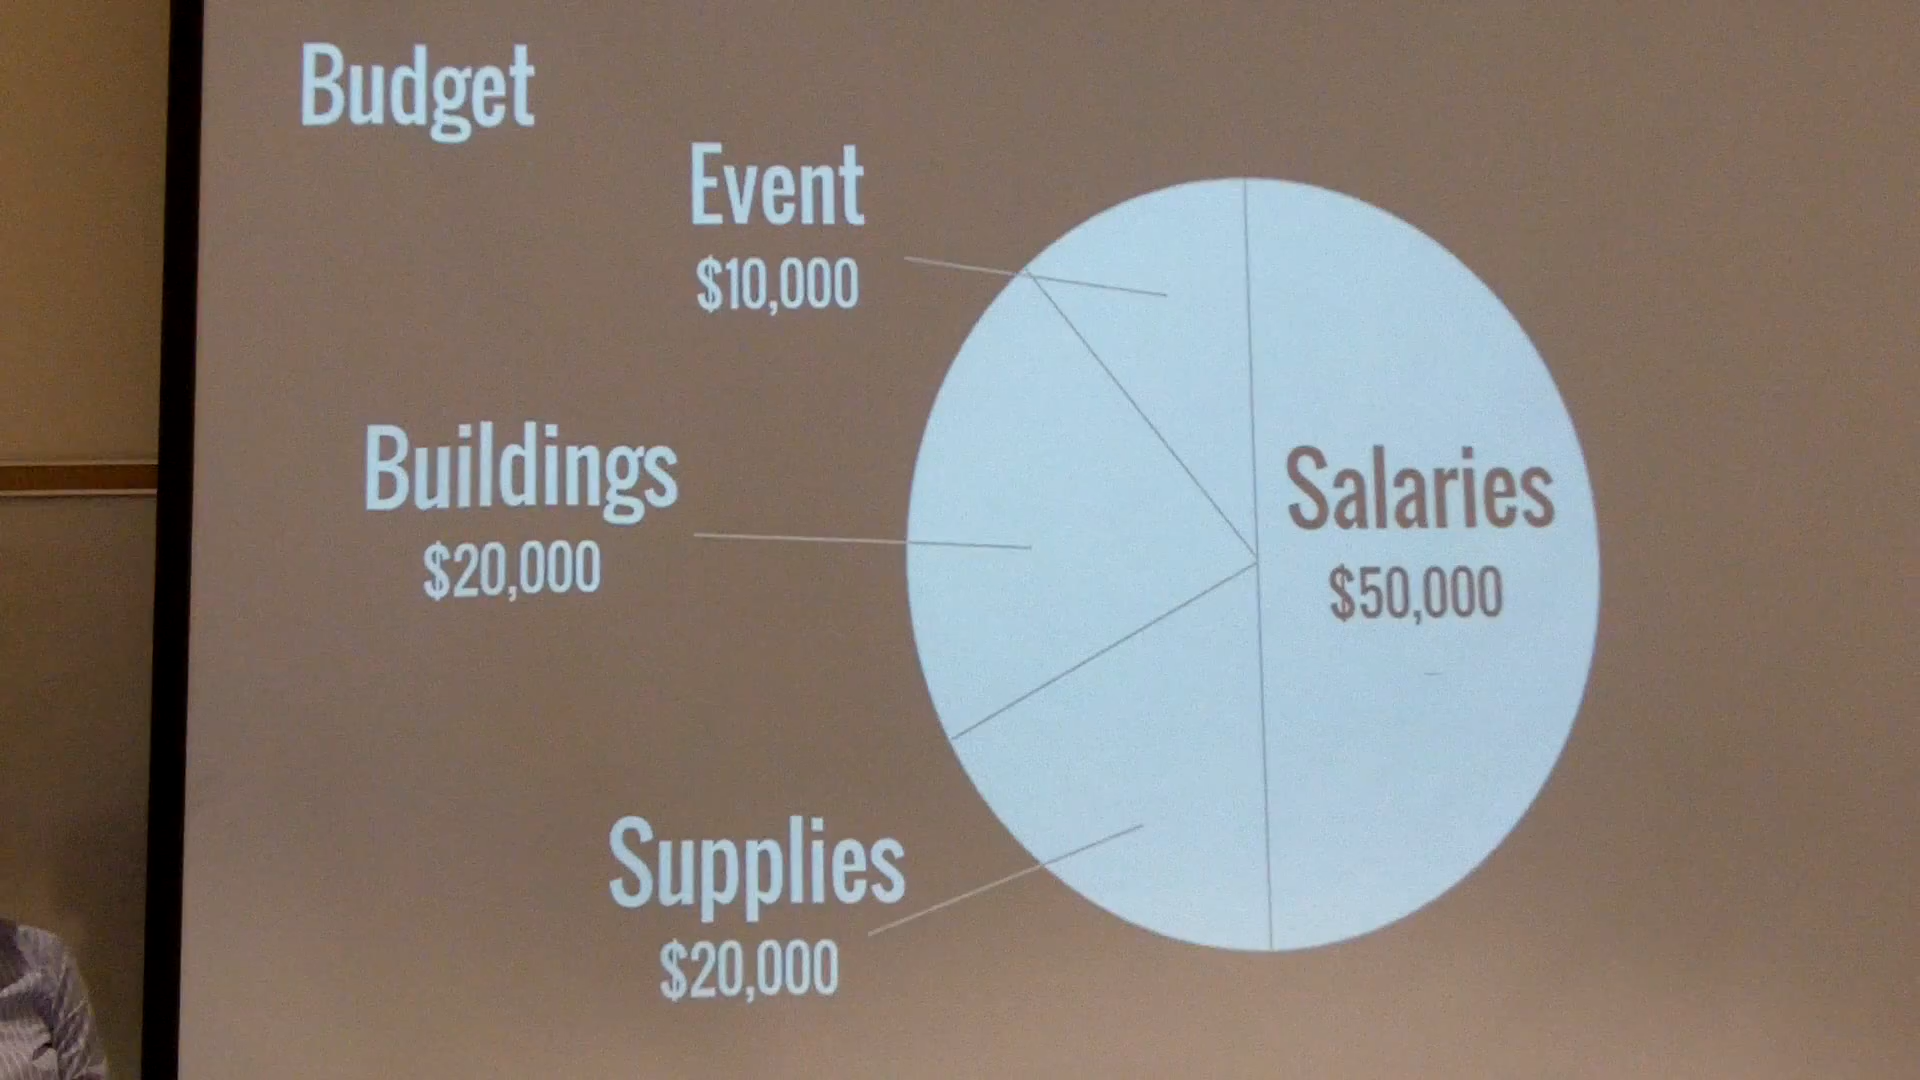 Budget
Event
$10,000
Buildings
$20,000
Salaries
$50,000
Supplies
$20,000